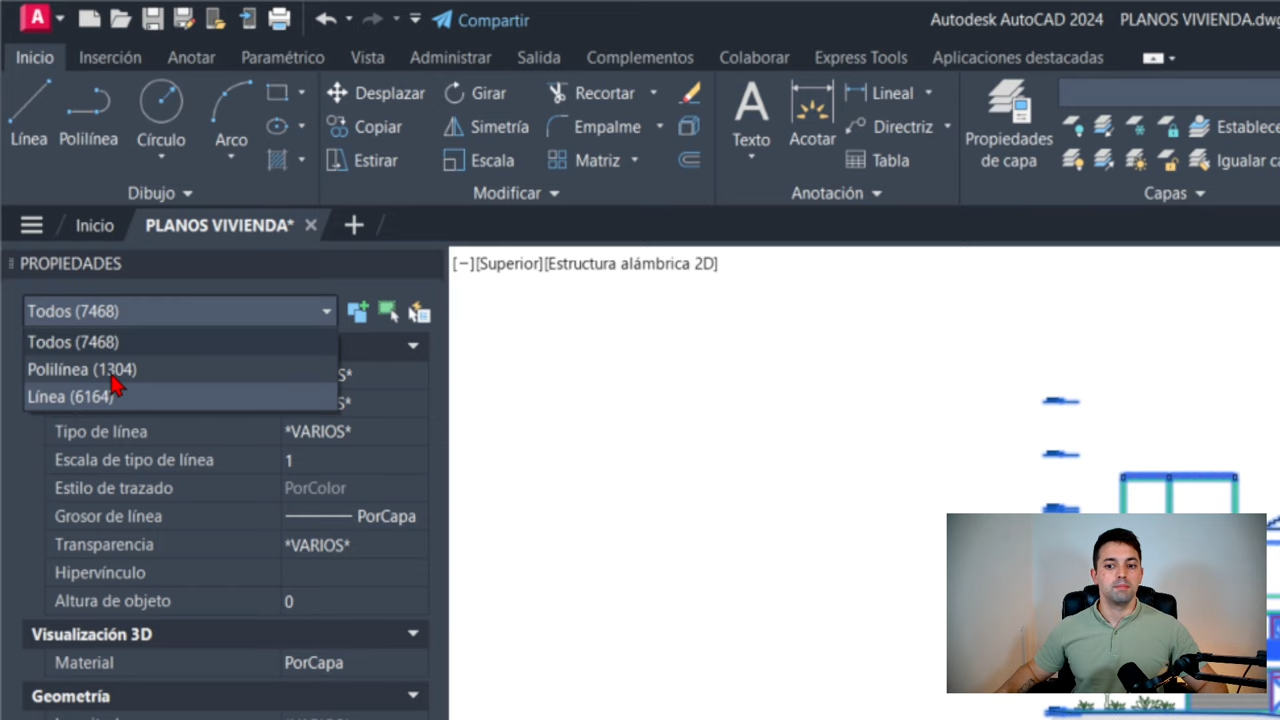 A Compartir Autodesk AutoCAD 2024 PLANOS VIVIENDA.dwg
Inicio Inserción Anotar Paramétrico Vista Administrar Salida Complementos Colaborar Express Tools Aplicaciones destacadas
Línea Polilínea Círculo Arco
Desplazar Girar Recortar
Copiar Simetría Empalme
Estirar Escala Matriz
A Texto Acotar
Lineal
Directriz
Tabla
Propiedades
de capa
Establece
Igualar ca
Dibujo Modificar Anotación Capas
Inicio PLANOS VIVIENDA*
PROPIEDADES
[−][Superior][Estructura alámbrica 2D]
Todos (7468)
Todos (7468)
Polilínea (1304)
S*
Línea (6164)
S*
Tipo de línea *VARIOS*
Escala de tipo de línea 1
Estilo de trazado PorColor
Grosor de línea PorCapa
Transparencia *VARIOS*
Hipervínculo
Altura de objeto 0
Visualización 3D
Material PorCapa
Geometría